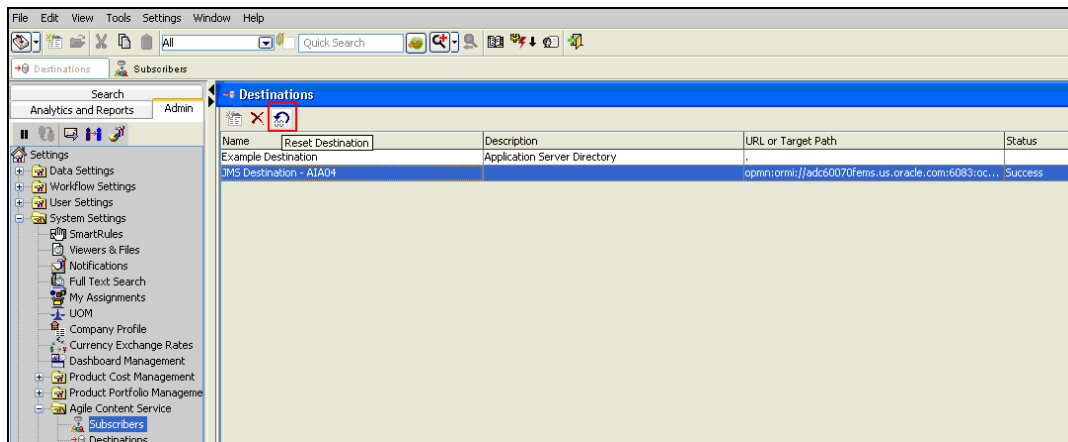 File Edit View Tools Settings Window Help
All Quick Search
Destinations Subscribers
Search
Analytics and Reports Admin
Settings
Data Settings
Workflow Settings
User Settings
System Settings
SmartRules
Viewers & Files
Notifications
Full Text Search
My Assignments
UOM
Company Profile
Currency Exchange Rates
Dashboard Management
Product Cost Management
Product Portfolio Manageme
Agile Content Service
Subscribers
Destinations
Destinations
Reset Destination
Name Description URL or Target Path Status
Example Destination Application Server Directory .
JMS Destination - AIA04 opmn:ormi://adc60070fems.us.oracle.com:6083:oc... Success